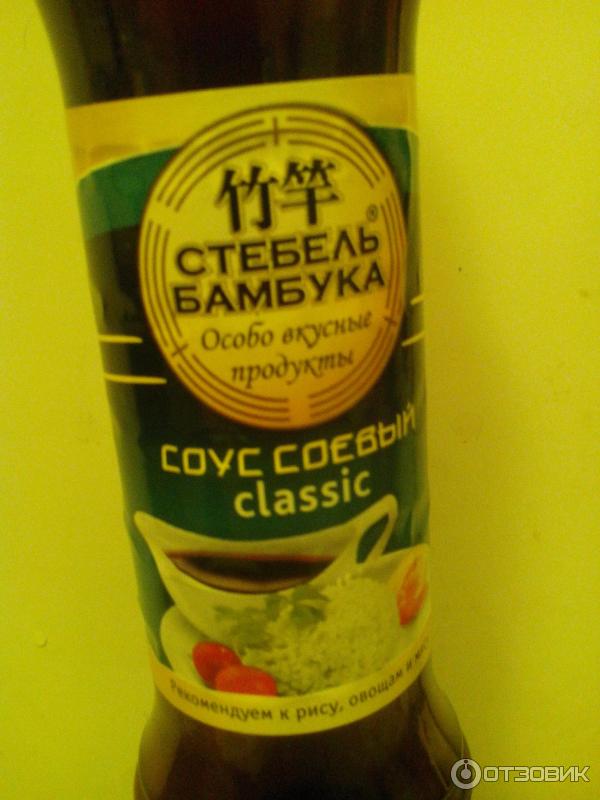 竹竿
СТЕБЕЛЬ®
БАМБУКА
Особо вкусные
продукты
СОУС СОЕВЫЙ
classic
Рекомендуем к рису, овощам и
ОТЗОВИК